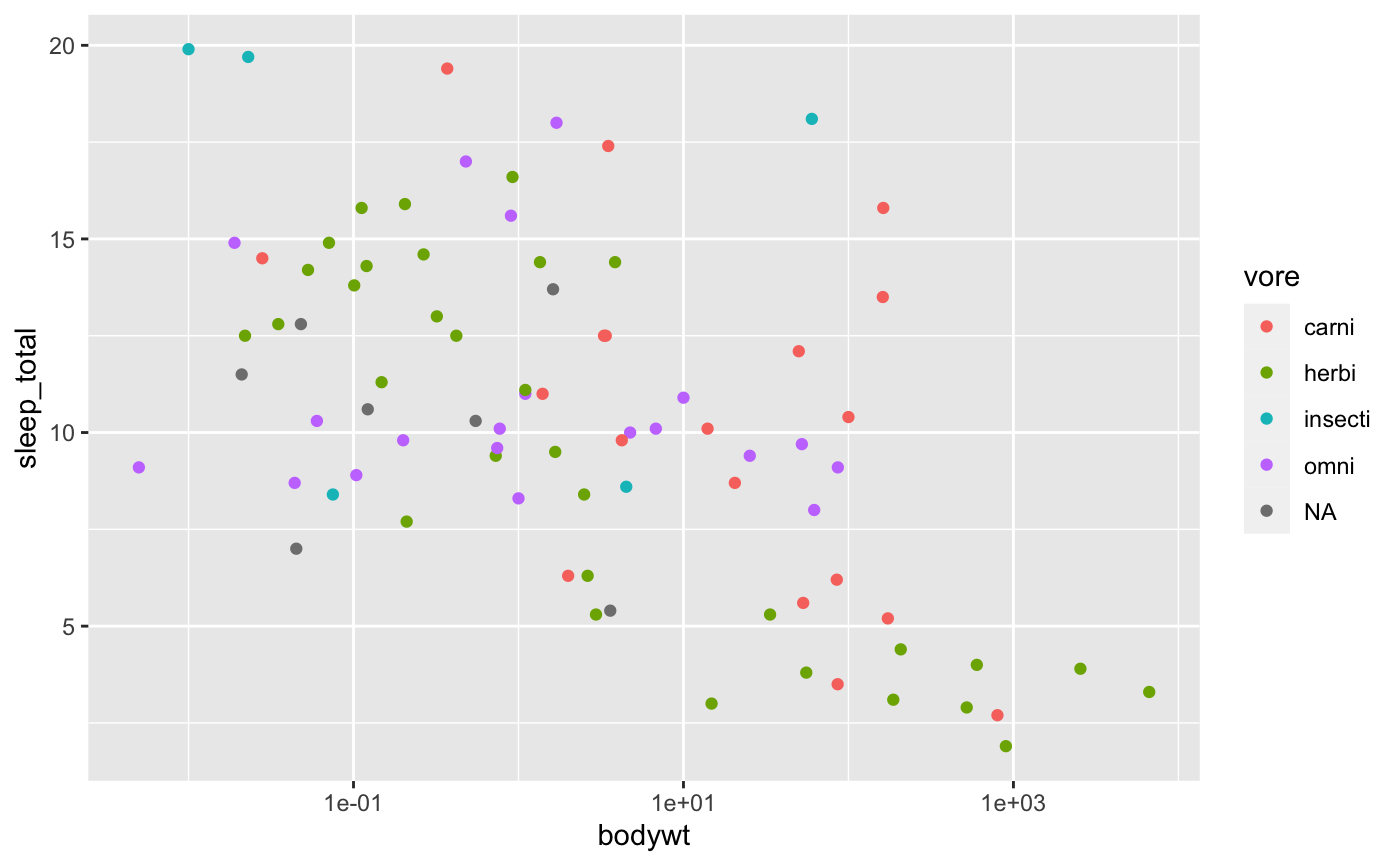 20
15
10
5
sleep_total
1e-01
1e+01
1e+03
bodywt
vore
carni
herbi
insecti
omni
NA